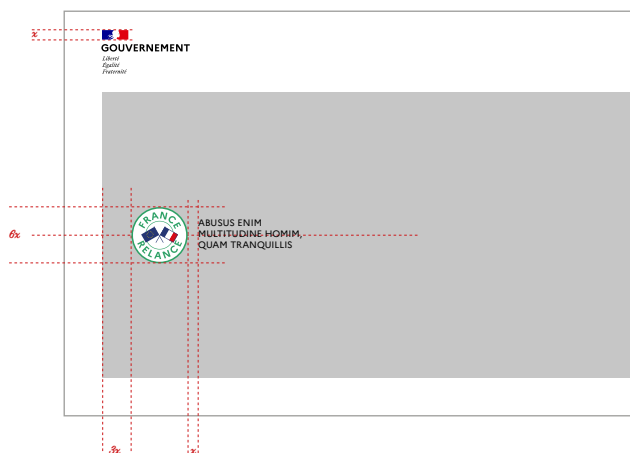 x
GOUVERNEMENT
Liberté
Égalité
Fraternité
6x
FRANCE
RELANCE
ABUSUS ENIM
MULTITUDINE HOMIM,
QUAM TRANQUILLIS
3x
x